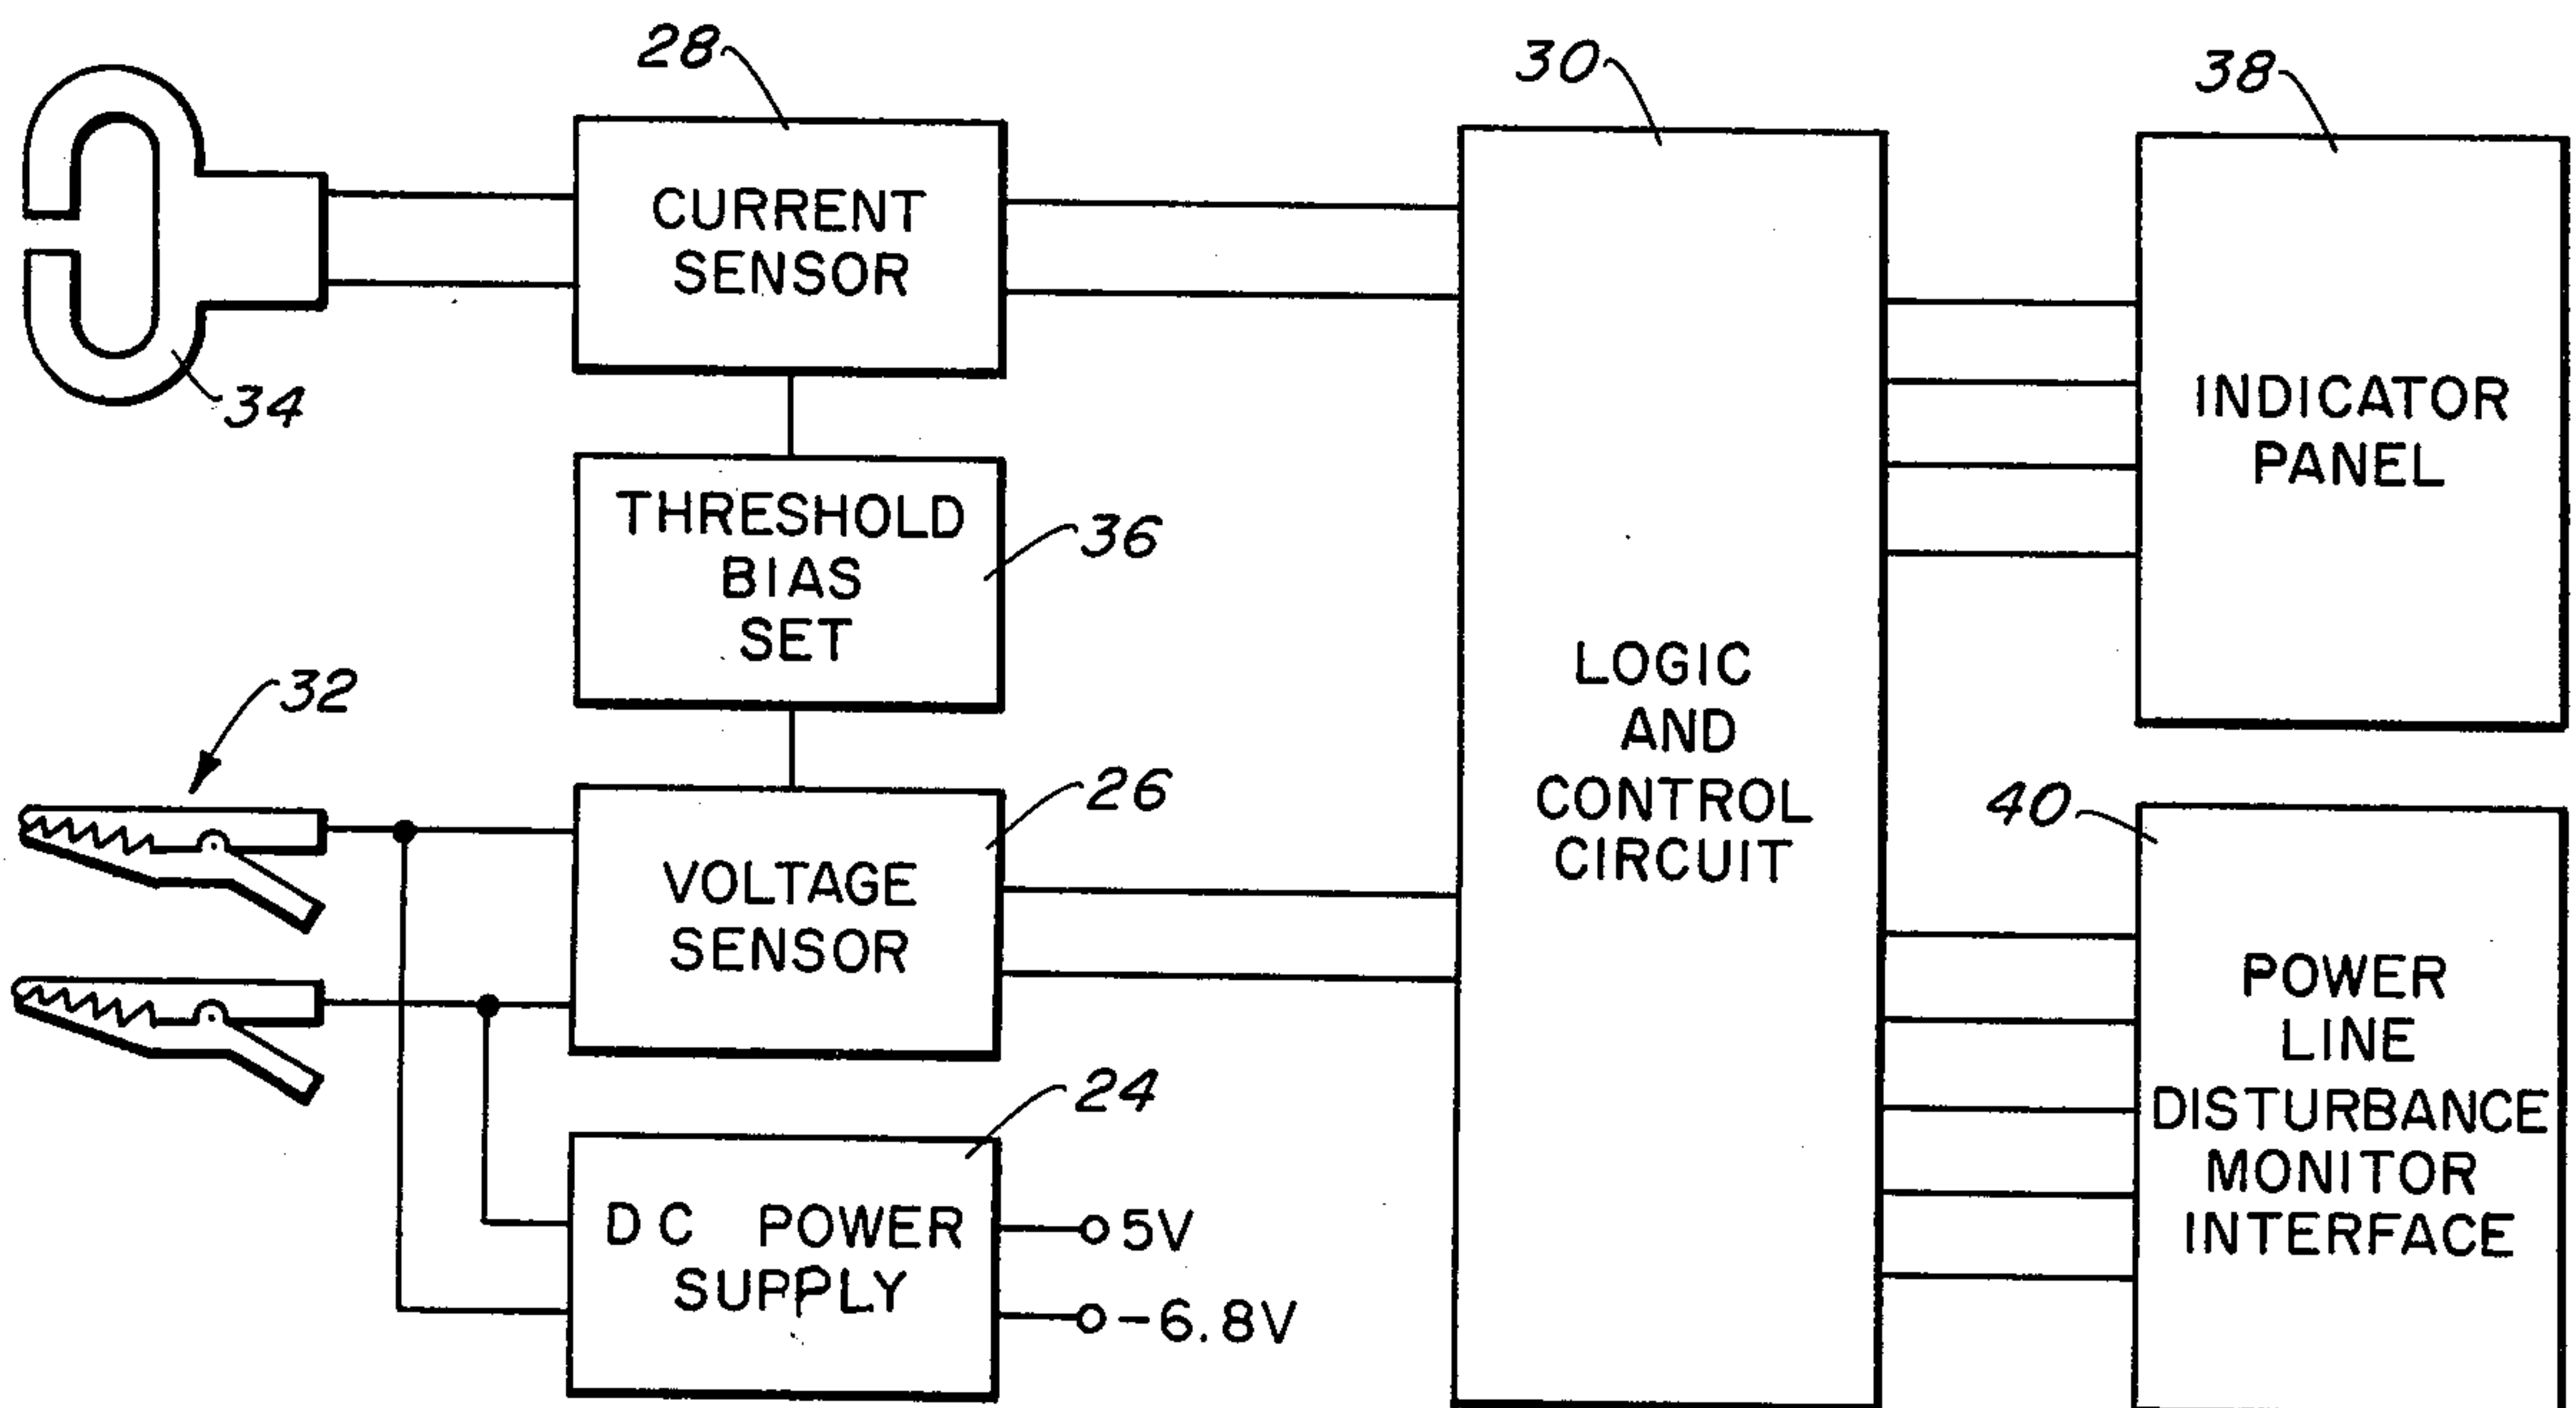 28
30
38
CURRENT
SENSOR
34
INDICATOR
PANEL
THRESHOLD
BIAS
SET
36
LOGIC
AND
CONTROL
CIRCUIT
32
26
40
VOLTAGE
SENSOR
POWER
LINE
DISTURBANCE
MONITOR
INTERFACE
24
DC POWER
SUPPLY
5V
-6.8V